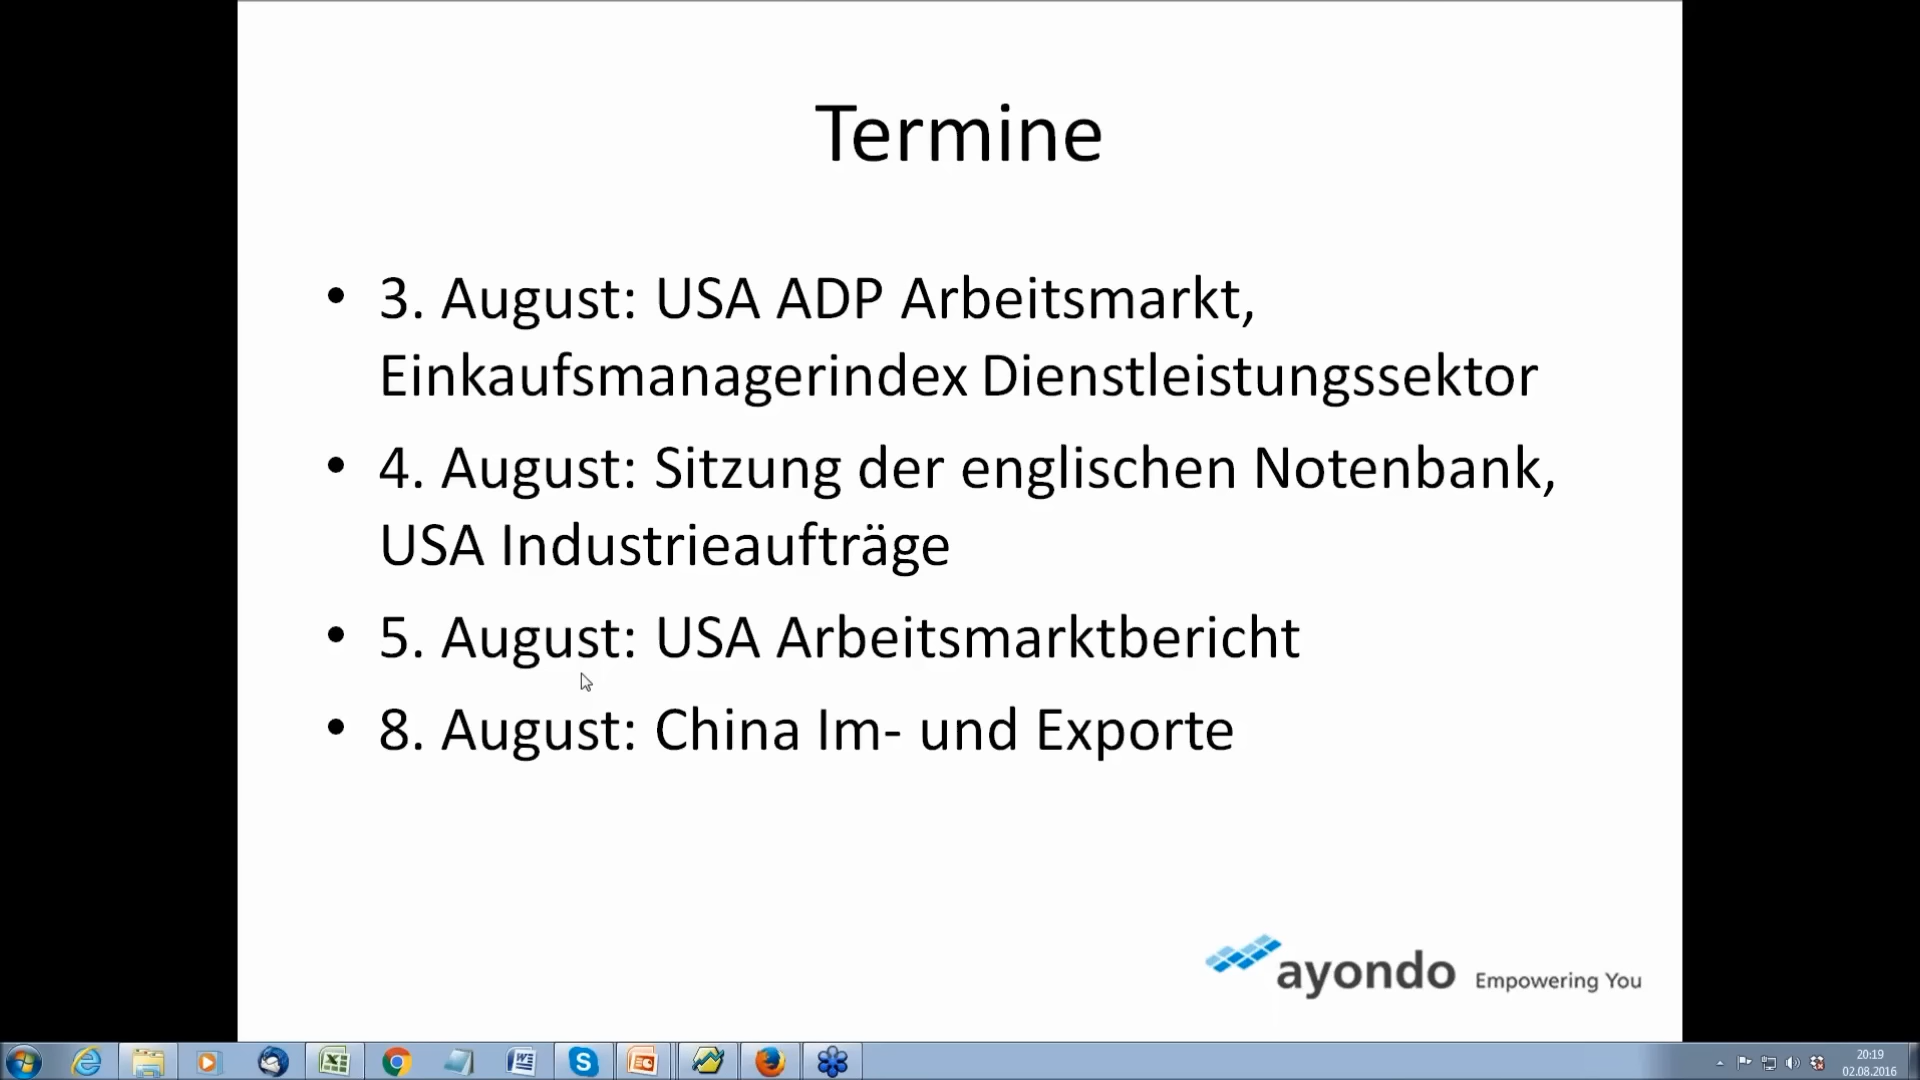 Termine
• 3. August: USA ADP Arbeitsmarkt,
Einkaufsmanagerindex Dienstleistungssektor
• 4. August: Sitzung der englischen Notenbank,
USA Industrieaufträge
• 5. August: USA Arbeitsmarktbericht
• 8. August: China Im- und Exporte
ayondo Empowering You
20:19
02.08.2016